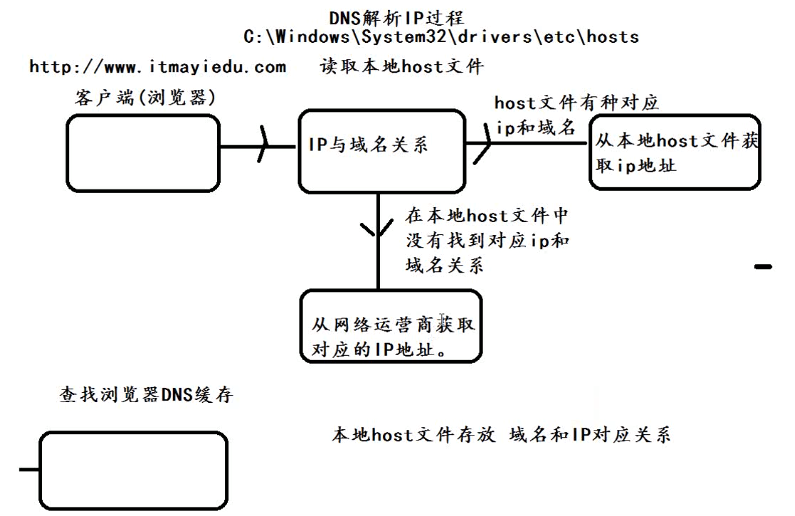 DNS解析IP过程
C:\Windows\System32\drivers\etc\hosts
http://www.itmayiedu.com 读取本地host文件
客户端(浏览器)
host文件有种对应
ip和域名
IP与域名关系
从本地host文件获
取ip地址
在本地host文件中
没有找到对应ip和
域名关系
从网络运营商获取
对应的IP地址。
查找浏览器DNS缓存
本地host文件存放 域名和IP对应关系